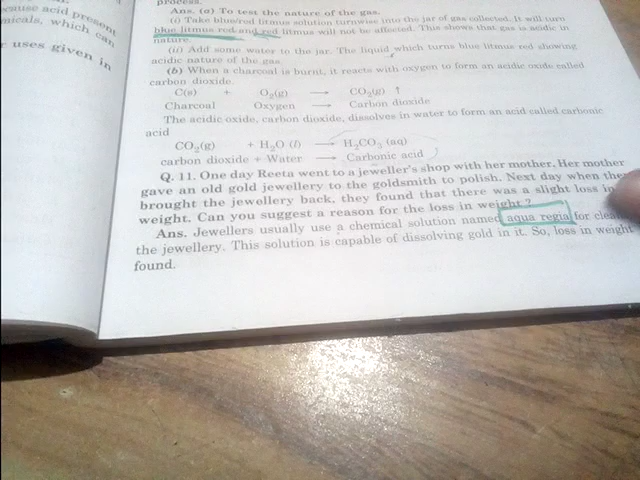 process.
Ans. (a) To test the nature of the gas.
(i) Take blue/red litmus solution turnwise into the jar of gas collected. It will turn
blue litmus red and red litmus will not be affected. This shows that gas is acidic in
nature.
(ii) Add some water to the jar. The liquid which turns blue litmus red showing
acidic nature of the gas.
(b) When a charcoal is burnt, it reacts with oxygen to form an acidic oxide called
carbon dioxide.
C(s) + O₂(g) ⟶ CO₂(g) ↑
Charcoal Oxygen ⟶ Carbon dioxide
The acidic oxide, carbon dioxide, dissolves in water to form an acid called carbonic
acid
CO₂(g) + H₂O (l) ⟶ H₂CO₃ (aq)
carbon dioxide + Water ⟶ Carbonic acid
Q. 11. One day Reeta went to a jeweller's shop with her mother. Her mother
gave an old gold jewellery to the goldsmith to polish. Next day when the
brought the jewellery back, they found that there was a slight loss in
weight. Can you suggest a reason for the loss in weight ?
Ans. Jewellers usually use a chemical solution named aqua regia for clea
the jewellery. This solution is capable of dissolving gold in it. So, loss in weight
found.
cause acid present
micals, which can
r uses given in